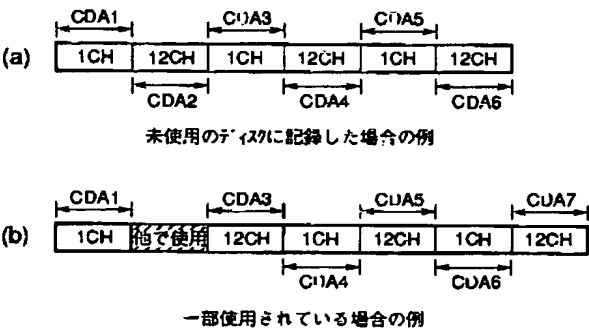 CDA1 CDA3 CDA5
(a) 1CH 12CH 1CH 12CH 1CH 12CH
CDA2 CDA4 CDA6
未使用のディスクに記録した場合の例
CDA1 CDA3 CDA5 CDA7
(b) 1CH 他で使用 12CH 1CH 12CH 1CH 12CH
CDA4 CDA6
一部使用されている場合の例